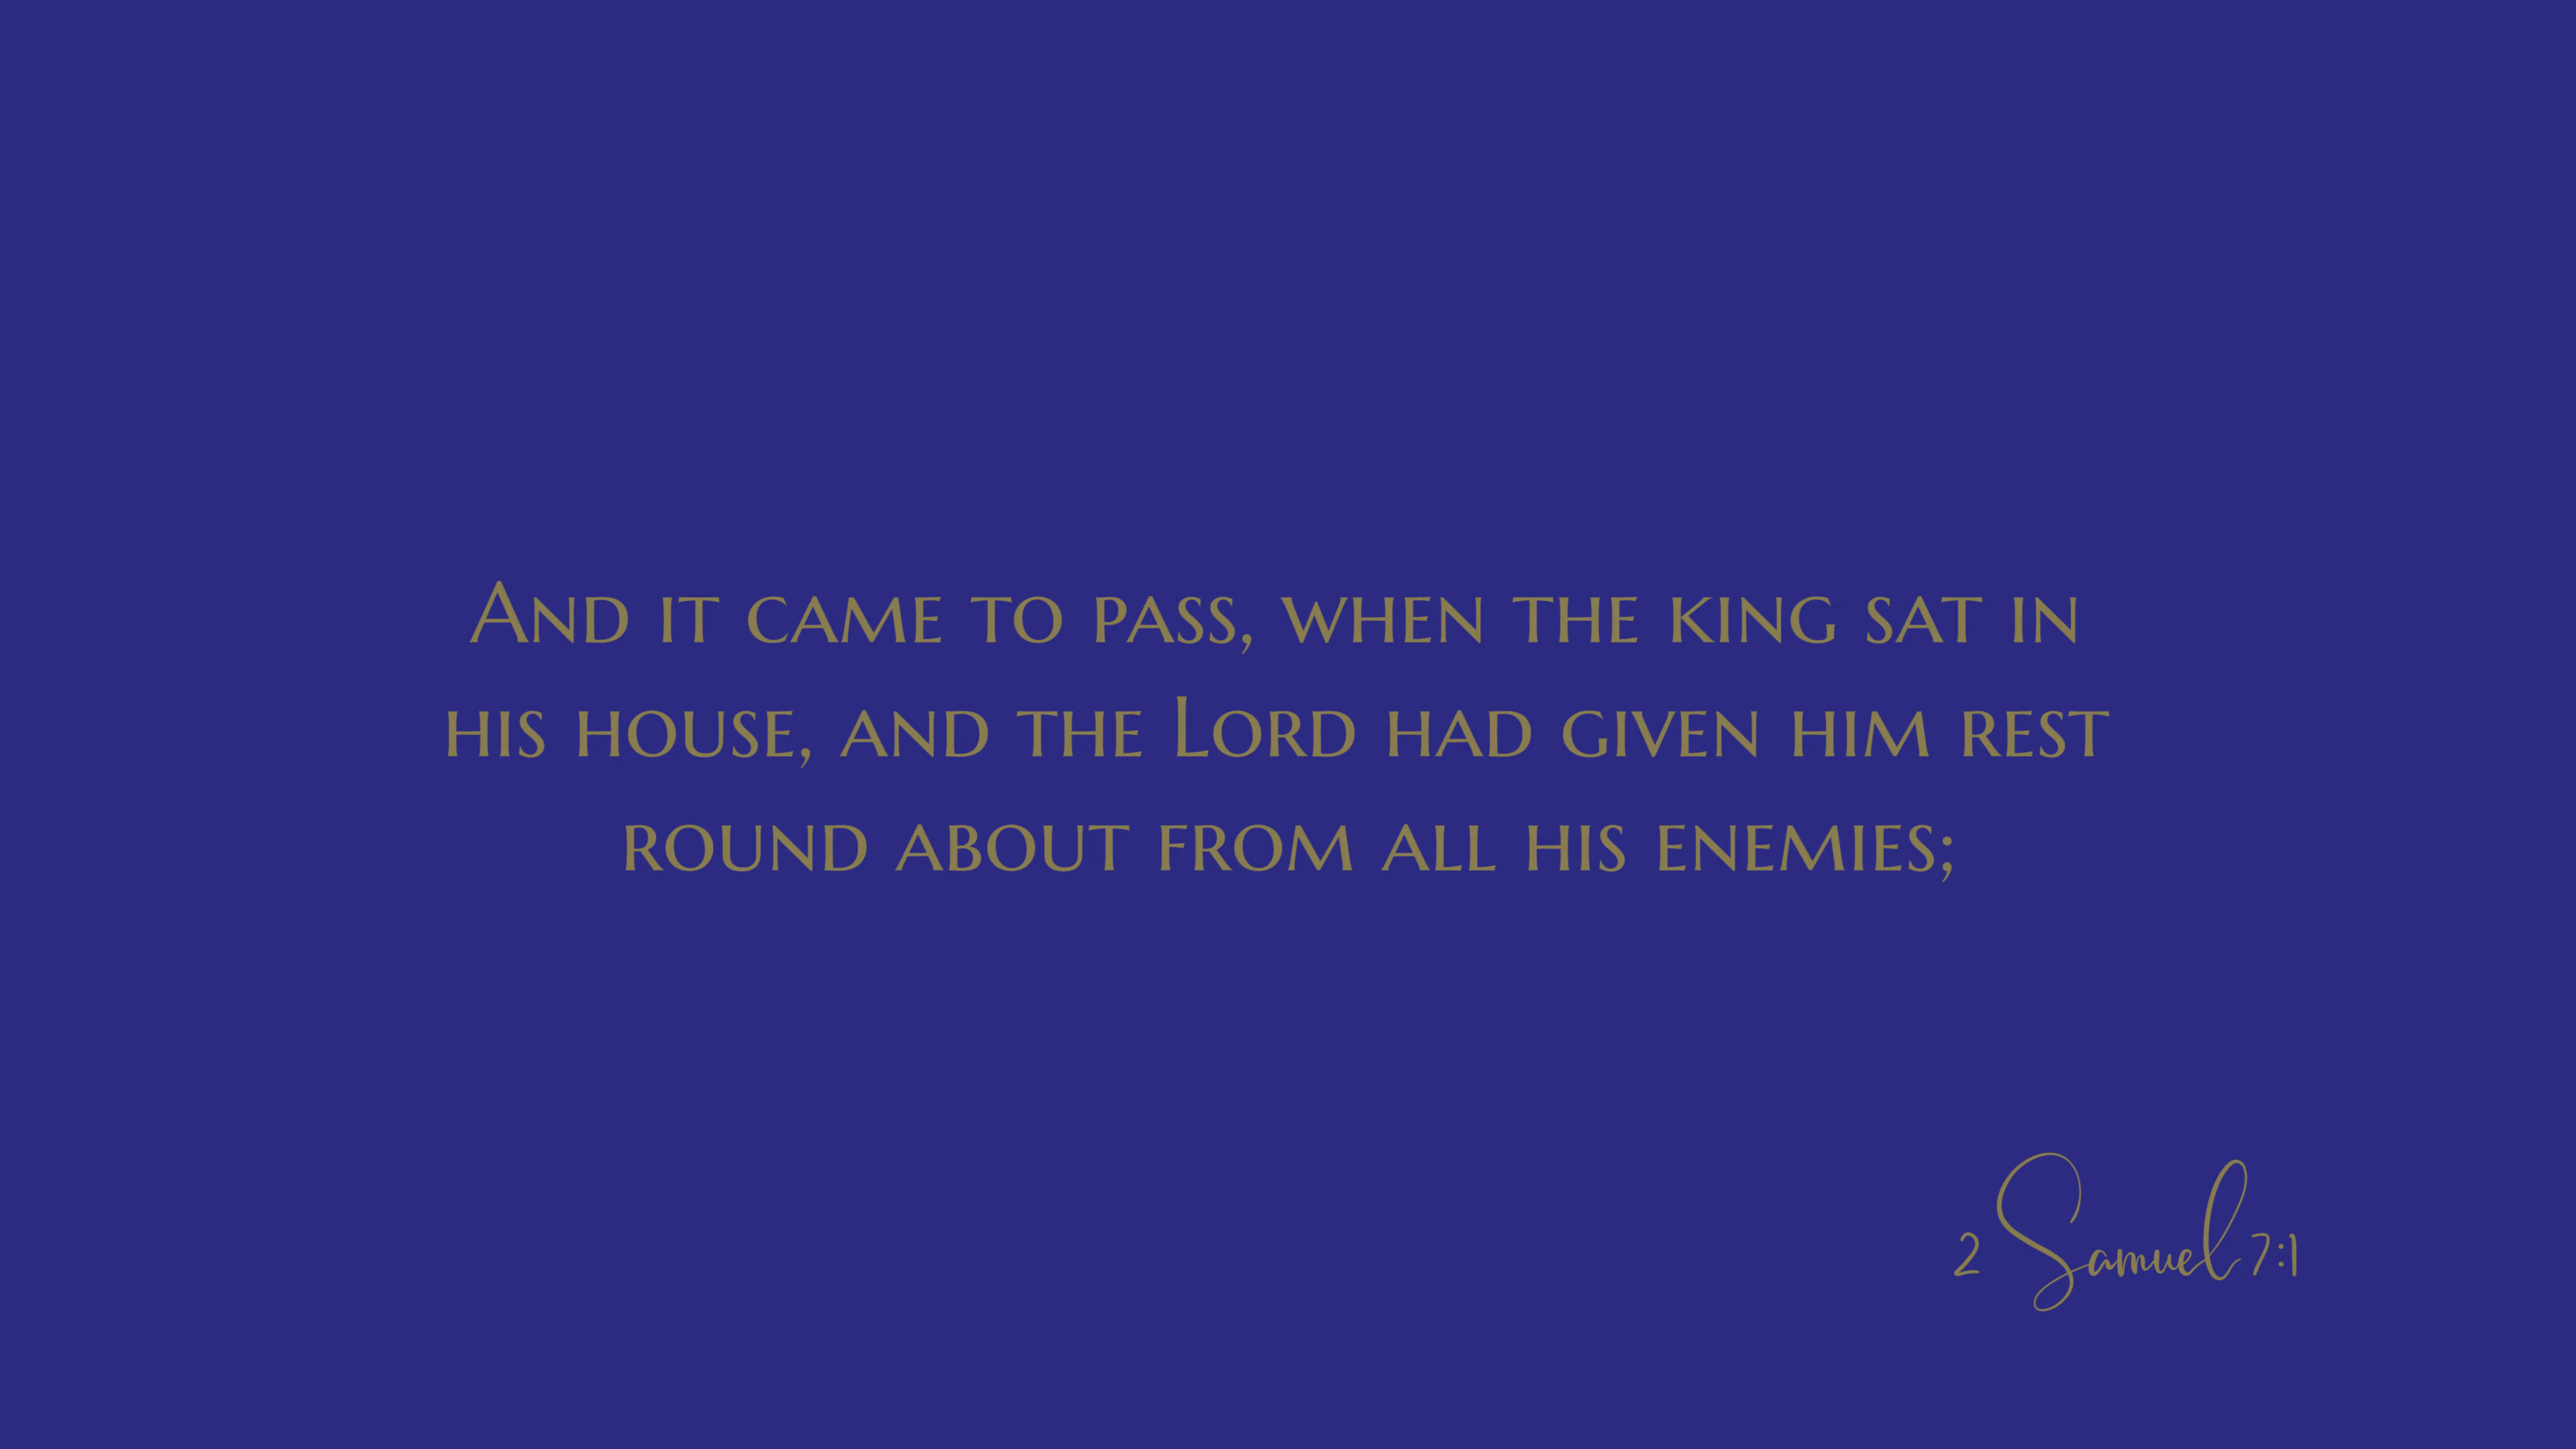 And it came to pass, when the king sat in
his house, and the Lord had given him rest
round about from all his enemies;
2 Samuel 7:1